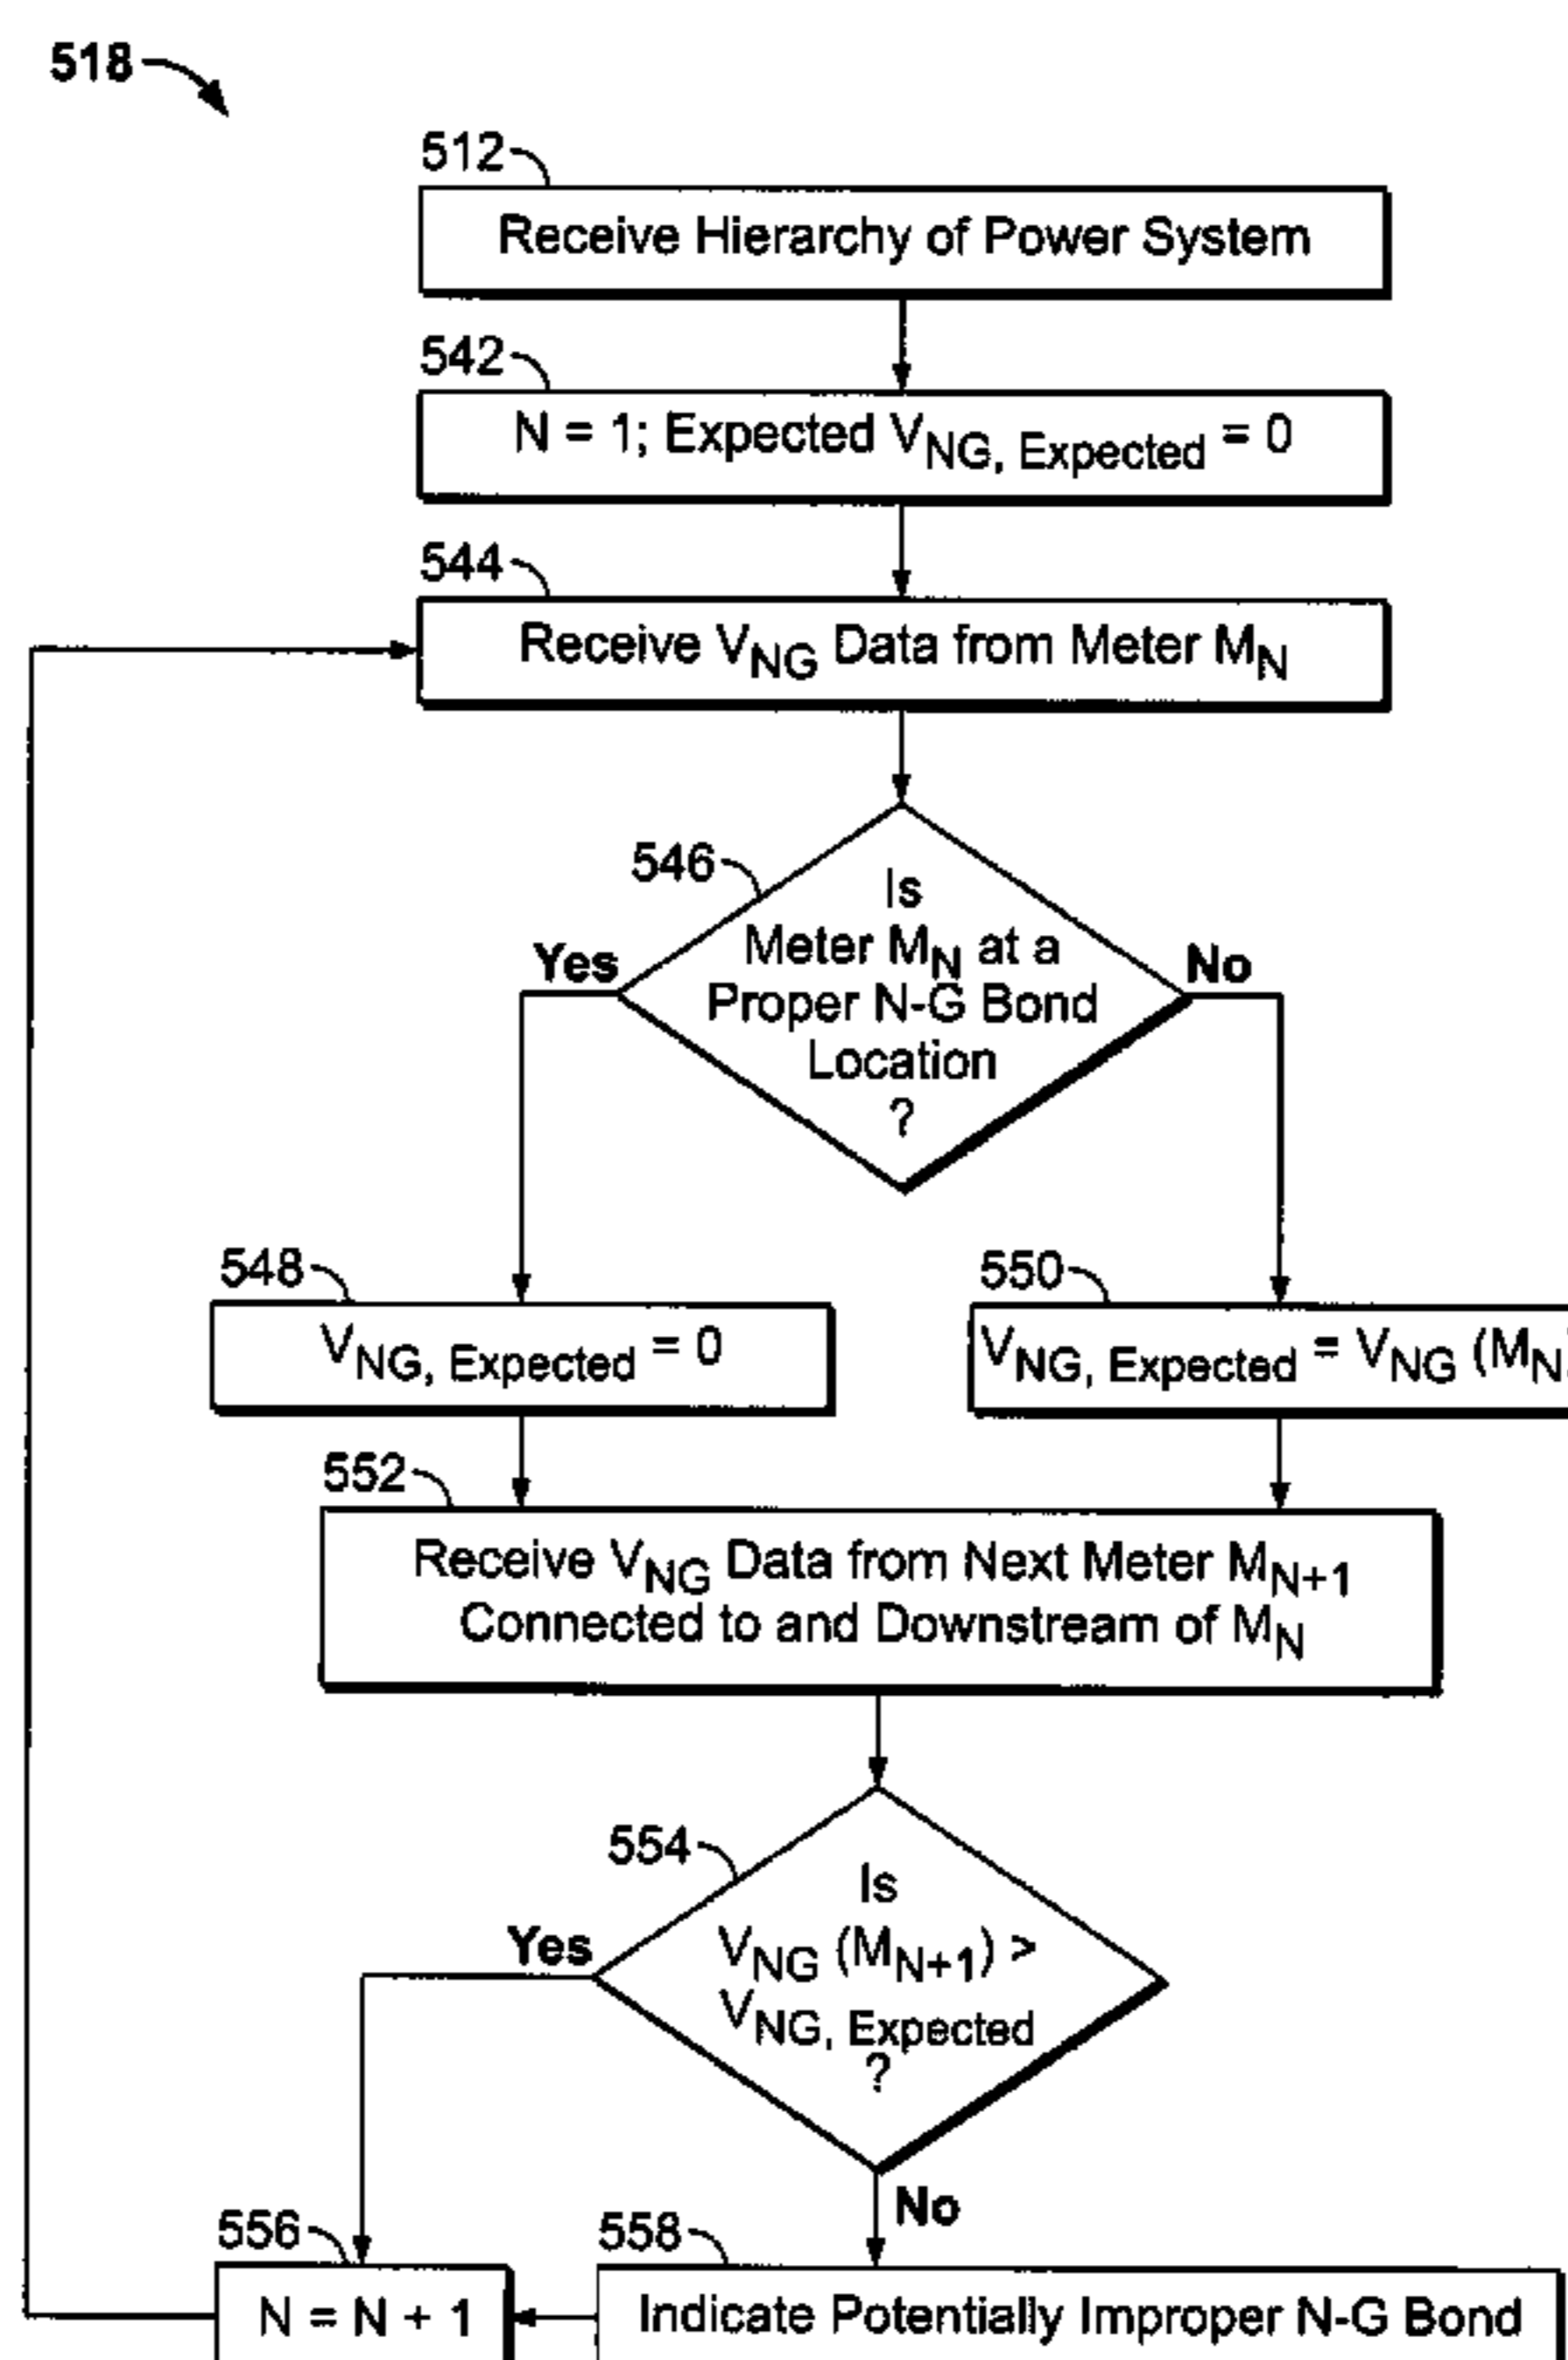 518
512
Receive Hierarchy of Power System
542
N = 1; Expected VNG, Expected = 0
544
Receive VNG Data from Meter MN
546
Is
Meter MN at a
Proper N-G Bond
Location
?
Yes
No
548
VNG, Expected = 0
550
VNG, Expected = VNG (MN)
552
Receive VNG Data from Next Meter MN+1
Connected to and Downstream of MN
554
Is
VNG (MN+1) >
VNG, Expected
?
Yes
No
556
N = N + 1
558
Indicate Potentially Improper N-G Bond